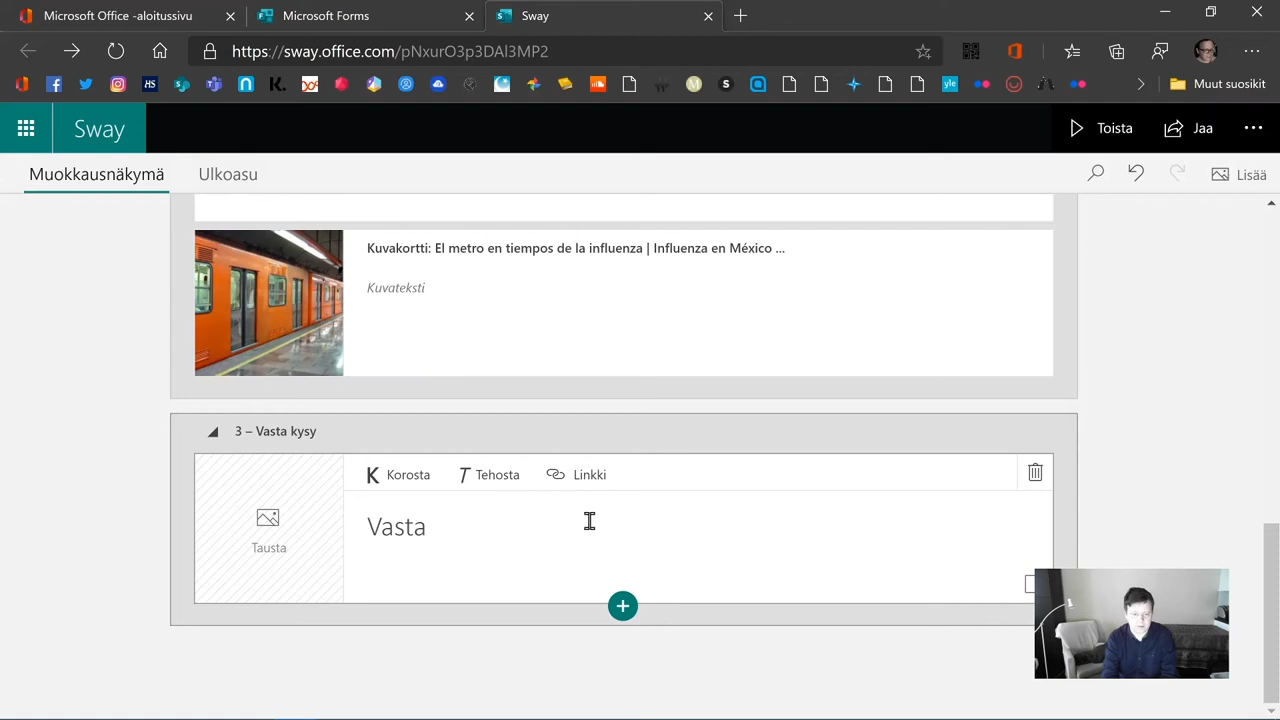 Microsoft Office -aloitussivu
Microsoft Forms
Sway
https://sway.office.com/pNxurO3p3DAl3MP2
Muut suosikit
Sway
Toista
Jaa
Muokkausnäkymä
Ulkoasu
Lisää
Kuvakortti: El metro en tiempos de la influenza | Influenza en México ...
Kuvateksti
3 – Vasta kysy
K Korosta
T Tehosta
Linkki
Tausta
Vasta